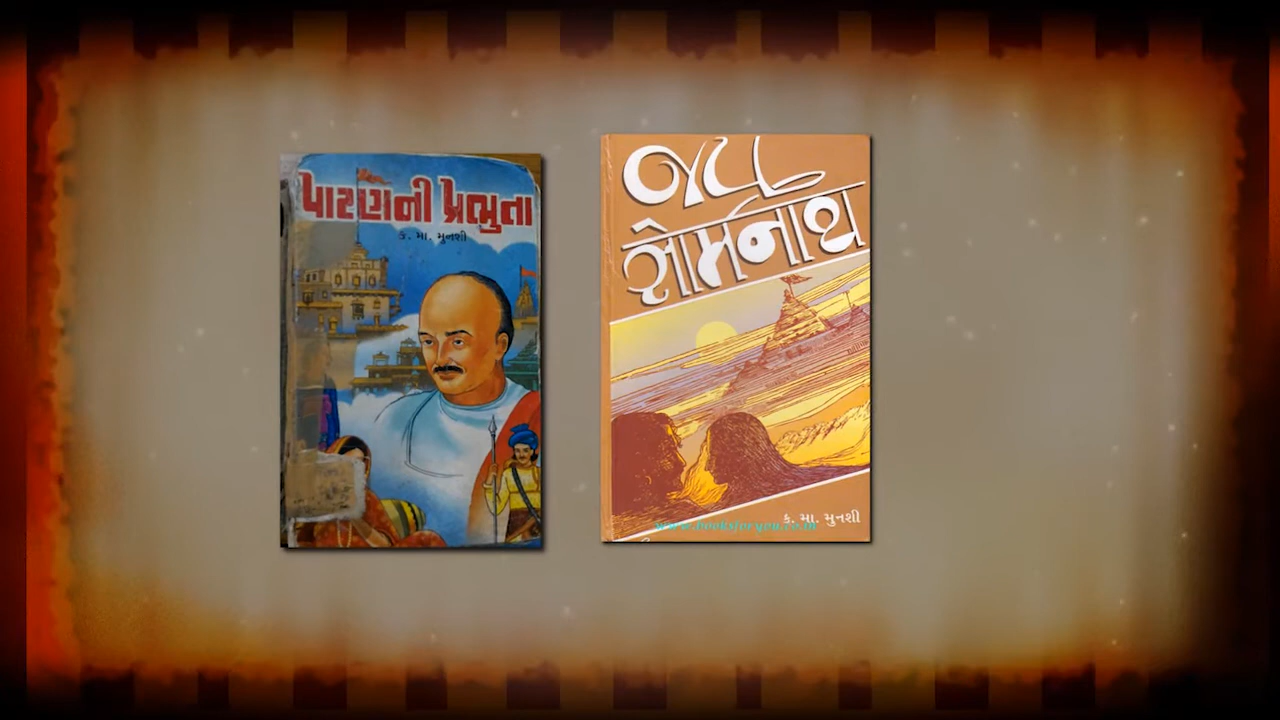 પાટણની પ્રભુતા
ક. મા. મુનશી
જય
સોમનાથ
ક. મા. મુનશી
www.booksforyou.co.in